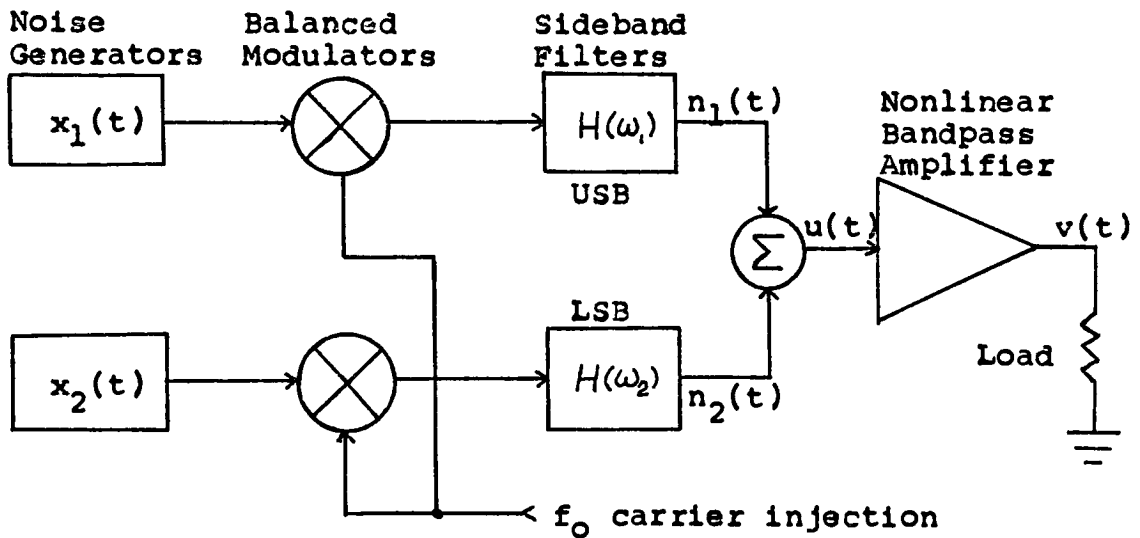 Noise
Generators
Balanced
Modulators
Sideband
Filters
x₁(t)
H(ω₁)
n₁(t)
USB
Nonlinear
Bandpass
Amplifier
Σ
u(t)
v(t)
LSB
x₂(t)
H(ω₂)
n₂(t)
Load
f₀ carrier injection